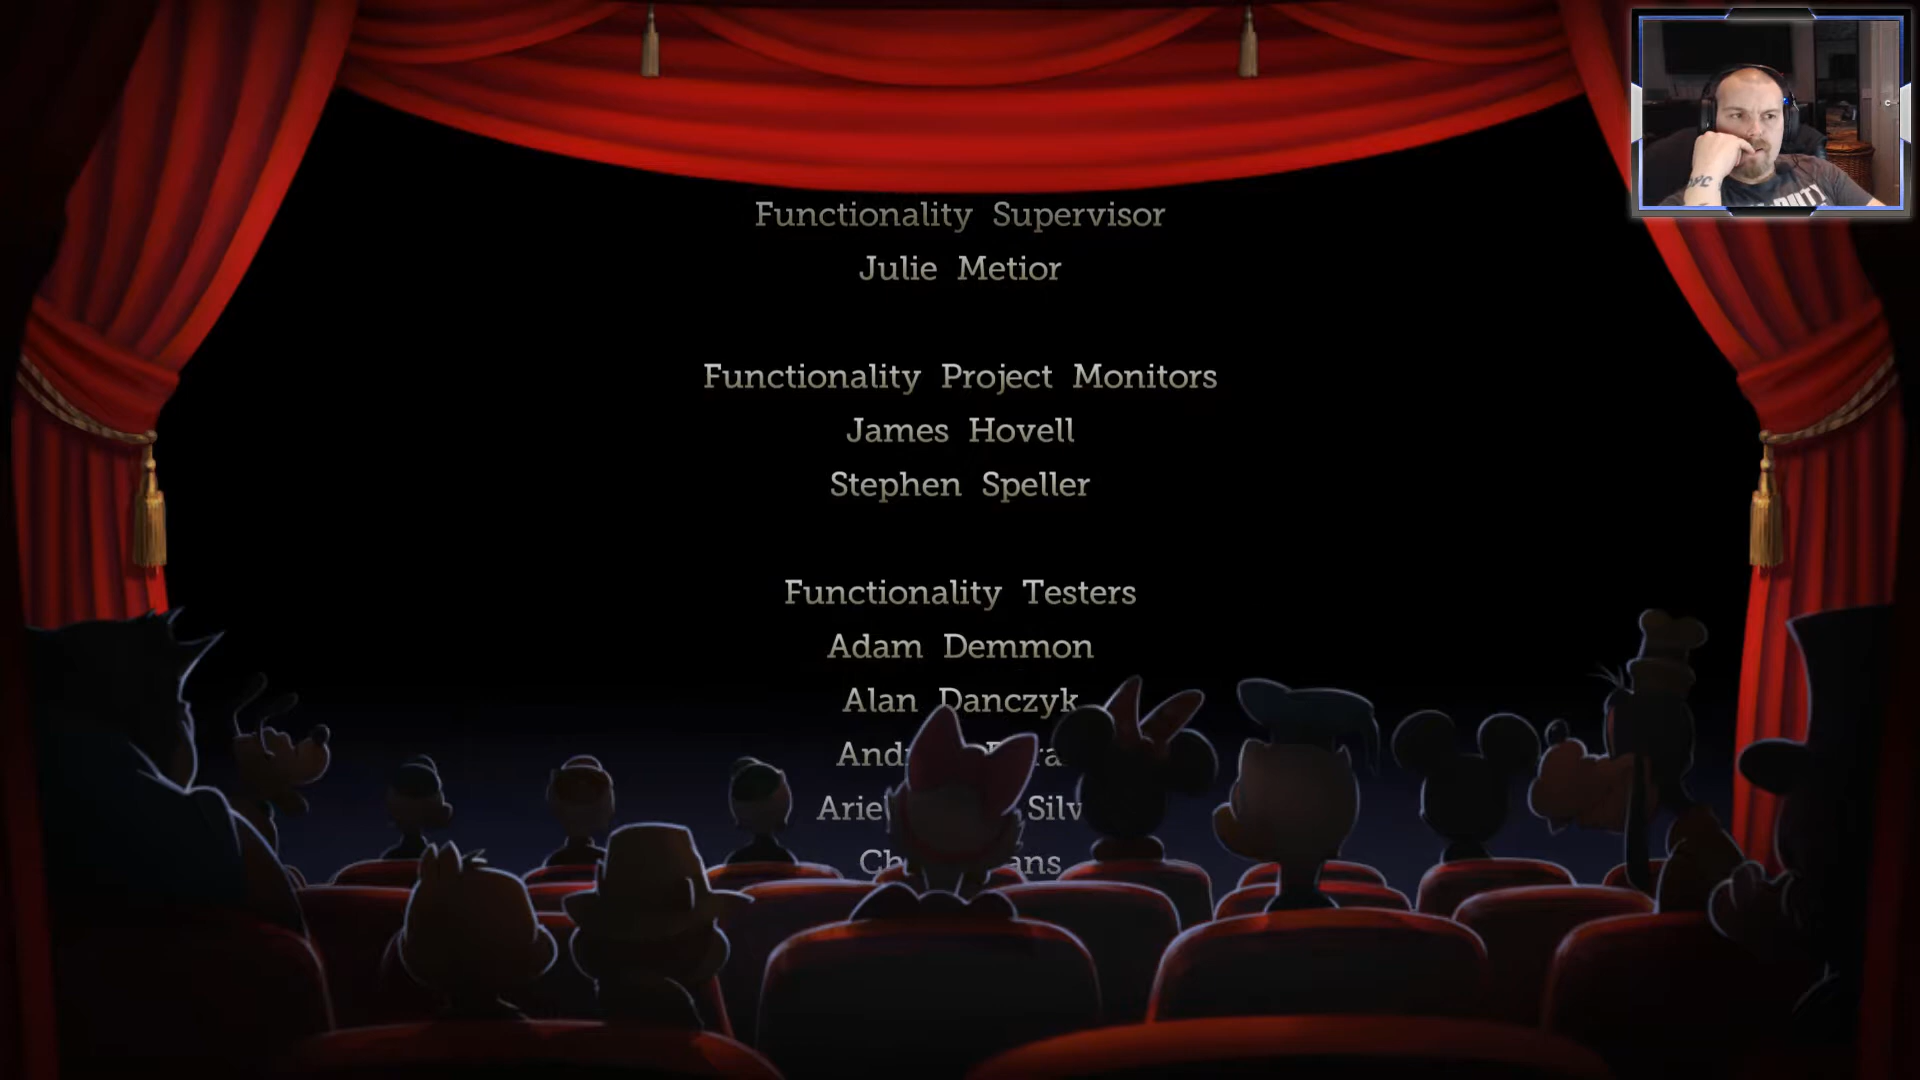 Functionality Supervisor
Julie Metior
Functionality Project Monitors
James Hovell
Stephen Speller
Functionality Testers
Adam Demmon
Alan Danczyk